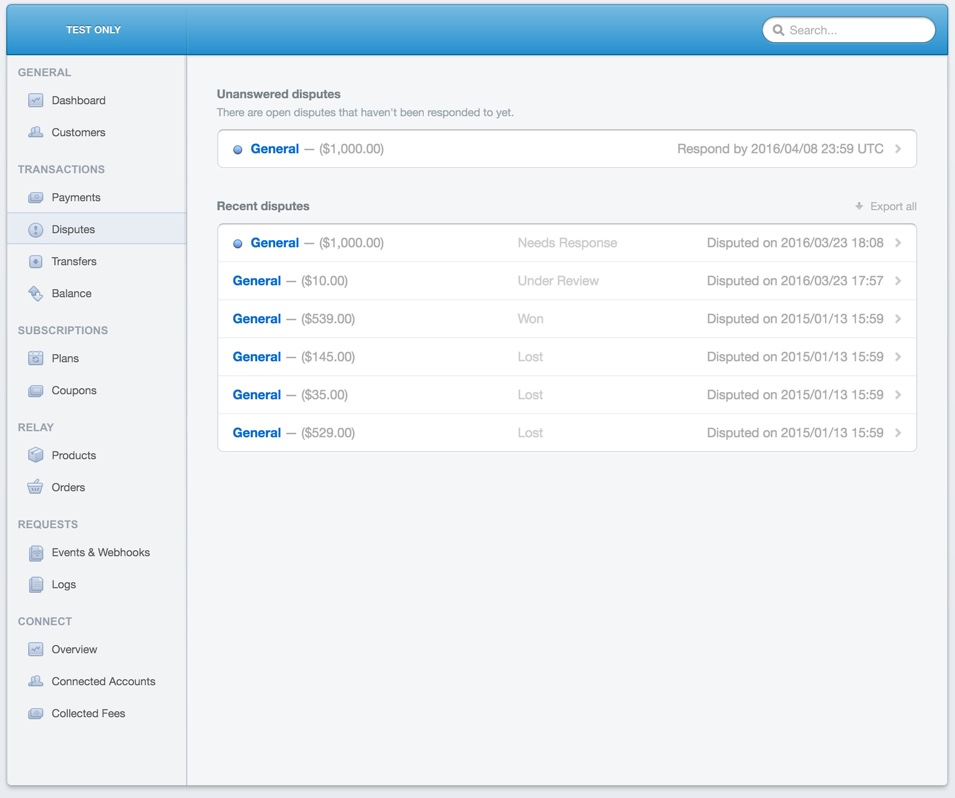 TEST ONLY
Search...
GENERAL
Dashboard
Customers
TRANSACTIONS
Payments
Disputes
Transfers
Balance
SUBSCRIPTIONS
Plans
Coupons
RELAY
Products
Orders
REQUESTS
Events & Webhooks
Logs
CONNECT
Overview
Connected Accounts
Collected Fees
Unanswered disputes
There are open disputes that haven't been responded to yet.
General — ($1,000.00) Respond by 2016/04/08 23:59 UTC
Recent disputes Export all
General — ($1,000.00) Needs Response Disputed on 2016/03/23 18:08
General — ($10.00) Under Review Disputed on 2016/03/23 17:57
General — ($539.00) Won Disputed on 2015/01/13 15:59
General — ($145.00) Lost Disputed on 2015/01/13 15:59
General — ($35.00) Lost Disputed on 2015/01/13 15:59
General — ($529.00) Lost Disputed on 2015/01/13 15:59